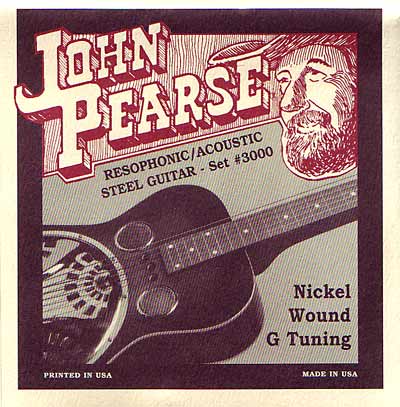 JOHN
PEARSE
RESOPHONIC/ACOUSTIC
STEEL GUITAR - Set #3000
Nickel
Wound
G Tuning
PRINTED IN USA
MADE IN USA